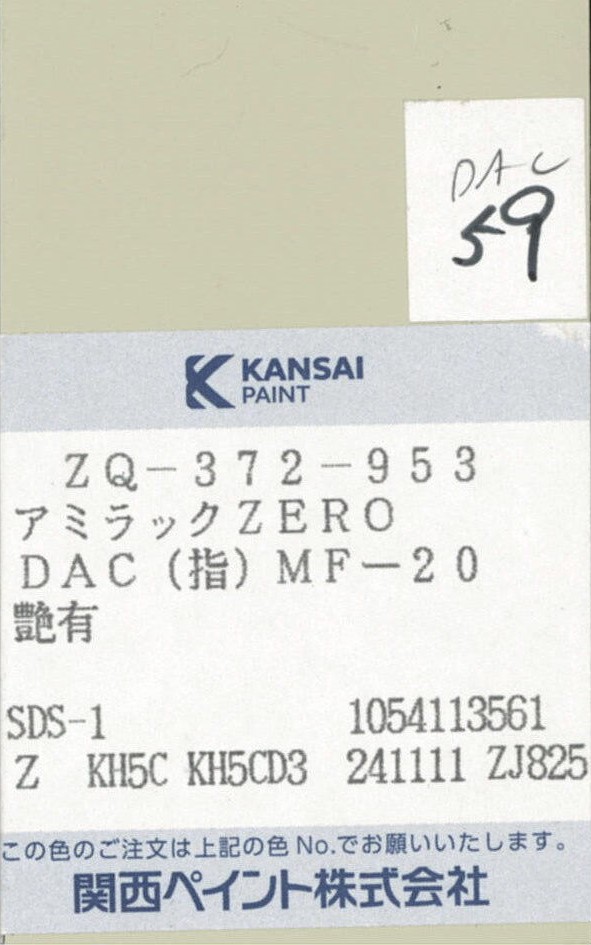 DAC
59
KANSAI
PAINT
ZQ-372-953
アミラックZERO
DAC(指)MF-20
艶有
SDS-1 1054113561
Z KH5C KH5CD3 241111 ZJ825
この色のご注文は上記の色No.でお願いいたします。
関西ペイント株式会社